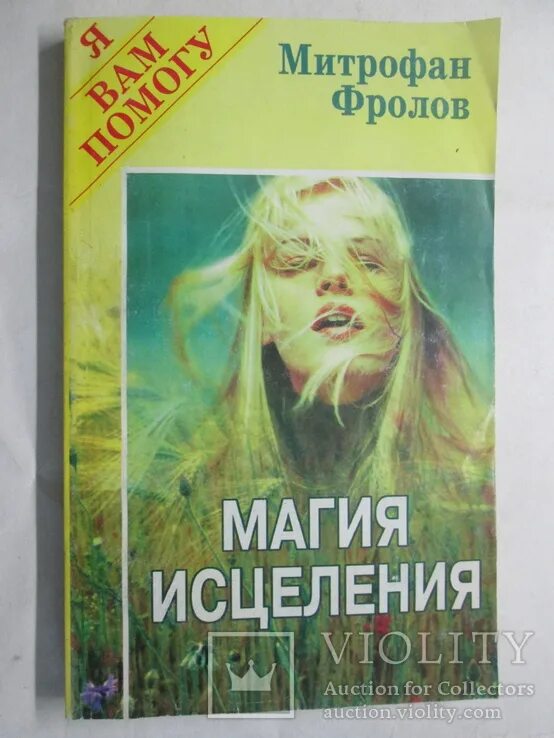 Я
ВАМ
ПОМОГУ
Митрофан
Фролов
МАГИЯ
ИСЦЕЛЕНИЯ
VIOLITY
Auction for Collectors
auction.violity.com